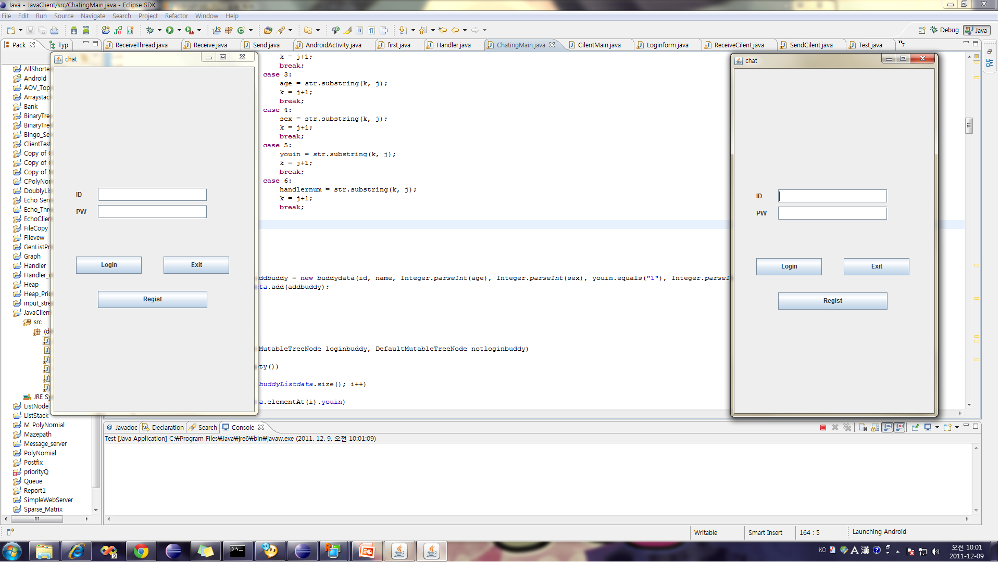 Java - JavaClient/src/ChatingMain.java - Eclipse SDK
File Edit Run Source Navigate Search Project Refactor Window Help
Debug Java
Pack Typ
ReceiveThread.java Receive.java Send.java AndroidActivity.java first.java Handler.java ChatingMain.java CilentMain.java Loginform.java ReceiveCilent.java SendCilent.java Test.java »7
AllShorte
Android
AOV_Top
Arraystac
Bank
BinaryTre
BinaryTre
Bingo_Se
ClientTest
Copy of C
Copy of C
Copy of M
CPolyNor
DoublyLis
Echo Serv
Echo_Thre
EchoClier
FileCopy
Filevew
GenListPr
Graph
Handler
Handler_i
Heap
Heap_Pric
input_stre
JavaClient
src
(de
JRE Sy
ListNode
ListStack
M_PolyNomial
Mazepath
Message_server
PolyNomial
Postfix
priorityQ
Queue
Report1
SimpleWebServer
Sparse_Matrix
chat
ID
PW
Login Exit
Regist
k = j+1;
break;
case 3:
age = str.substring(k, j);
k = j+1;
break;
case 4:
sex = str.substring(k, j);
k = j+1;
break;
case 5:
youin = str.substring(k, j);
k = j+1;
break;
case 6:
handlernum = str.substring(k, j);
k = j+1;
break;
ddbuddy = new buddydata(id, name, Integer.parseInt(age), Integer.parseInt(sex), youin.equals("1"), Integer.parseI
ta.add(addbuddy);
MutableTreeNode loginbuddy, DefaultMutableTreeNode notloginbuddy)
ty())
buddyListdata.size(); i++)
a.elementAt(i).youin)
chat
ID
PW
Login Exit
Regist
Javadoc Declaration Search Console
Test [Java Application] C:₩Program Files₩Java₩jre6₩bin₩javaw.exe (2011. 12. 9. 오전 10:01:09)
Writable Smart Insert 164 : 5 Launching Android
KO A 漢 오전 10:01
2011-12-09